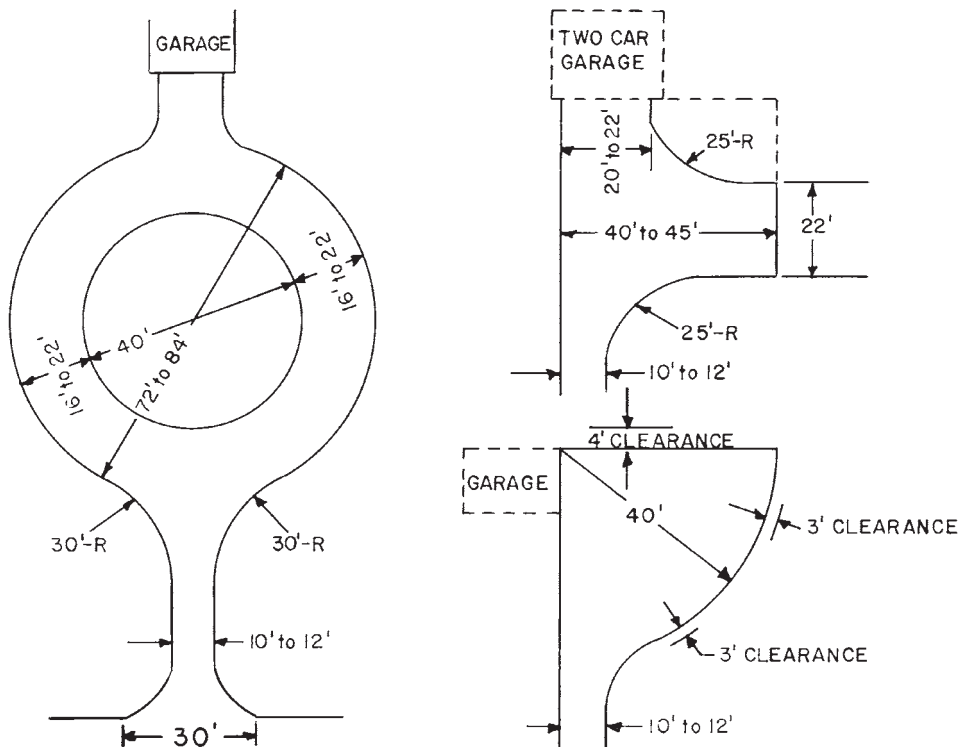 GARAGE
16' to 22'
40'
16' to 22'
72' to 84'
30'-R
30'-R
10' to 12'
30'
TWO CAR
GARAGE
20' to 22'
25'-R
40' to 45'
22'
25'-R
10' to 12'
4' CLEARANCE
GARAGE
40'
3' CLEARANCE
3' CLEARANCE
10' to 12'